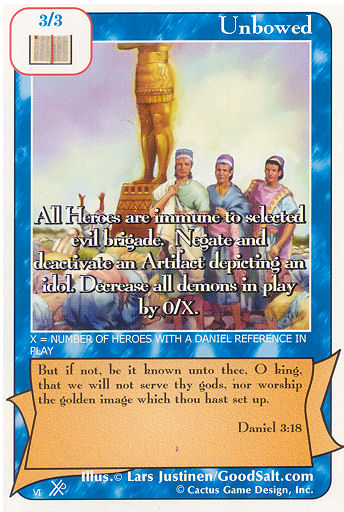 3/3
Unbowed
All Heroes are immune to selected
evil brigade. Negate and
deactivate an Artifact depicting an
idol. Decrease all demons in play
by 0/X.
X = NUMBER OF HEROES WITH A DANIEL REFERENCE IN
PLAY
But if not, be it known unto thee, O king,
that we will not serve thy gods, nor worship
the golden image which thou hast set up.
Daniel 3:18
Illus.© Lars Justinen/GoodSalt.com
VI
© Cactus Game Design, Inc.